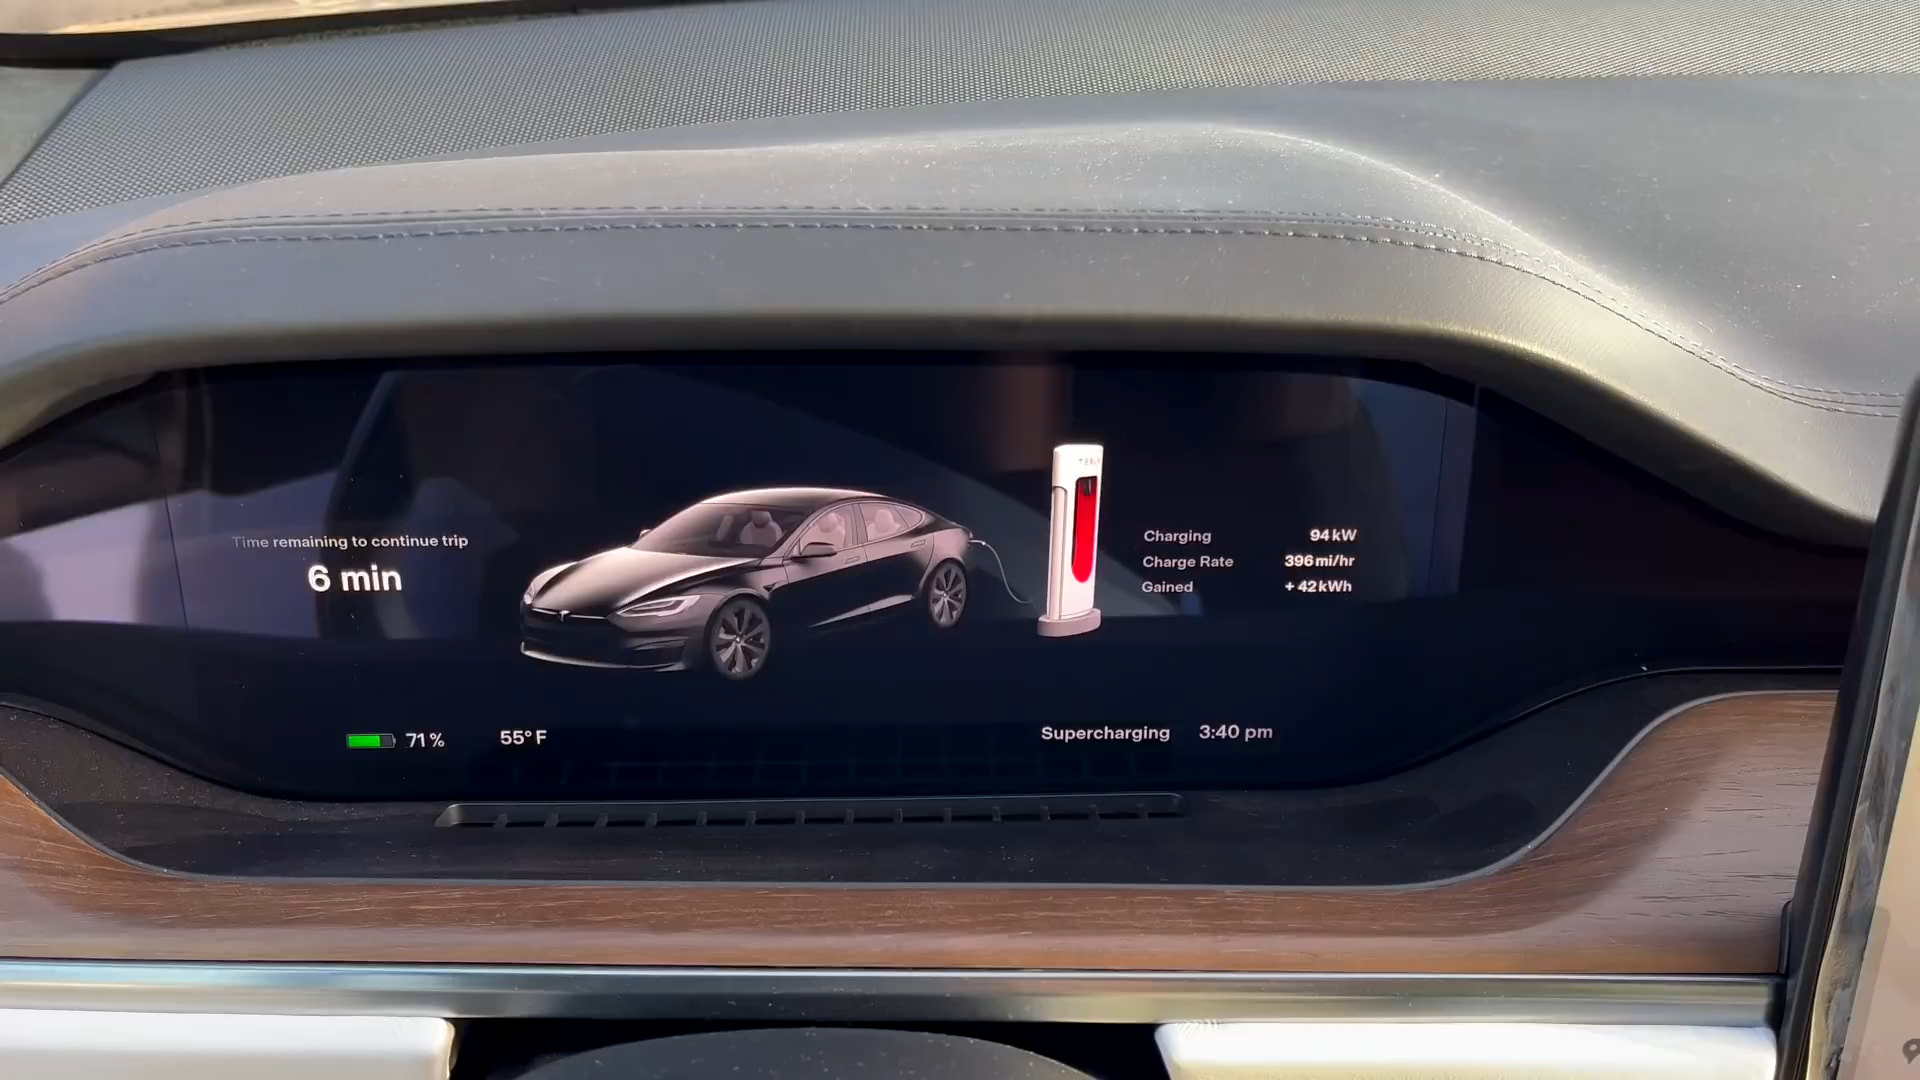 Time remaining to continue trip
6 min
TESLA
Charging 94 kW
Charge Rate 396 mi/hr
Gained + 42 kWh
71 %
55° F
Supercharging 3:40 pm